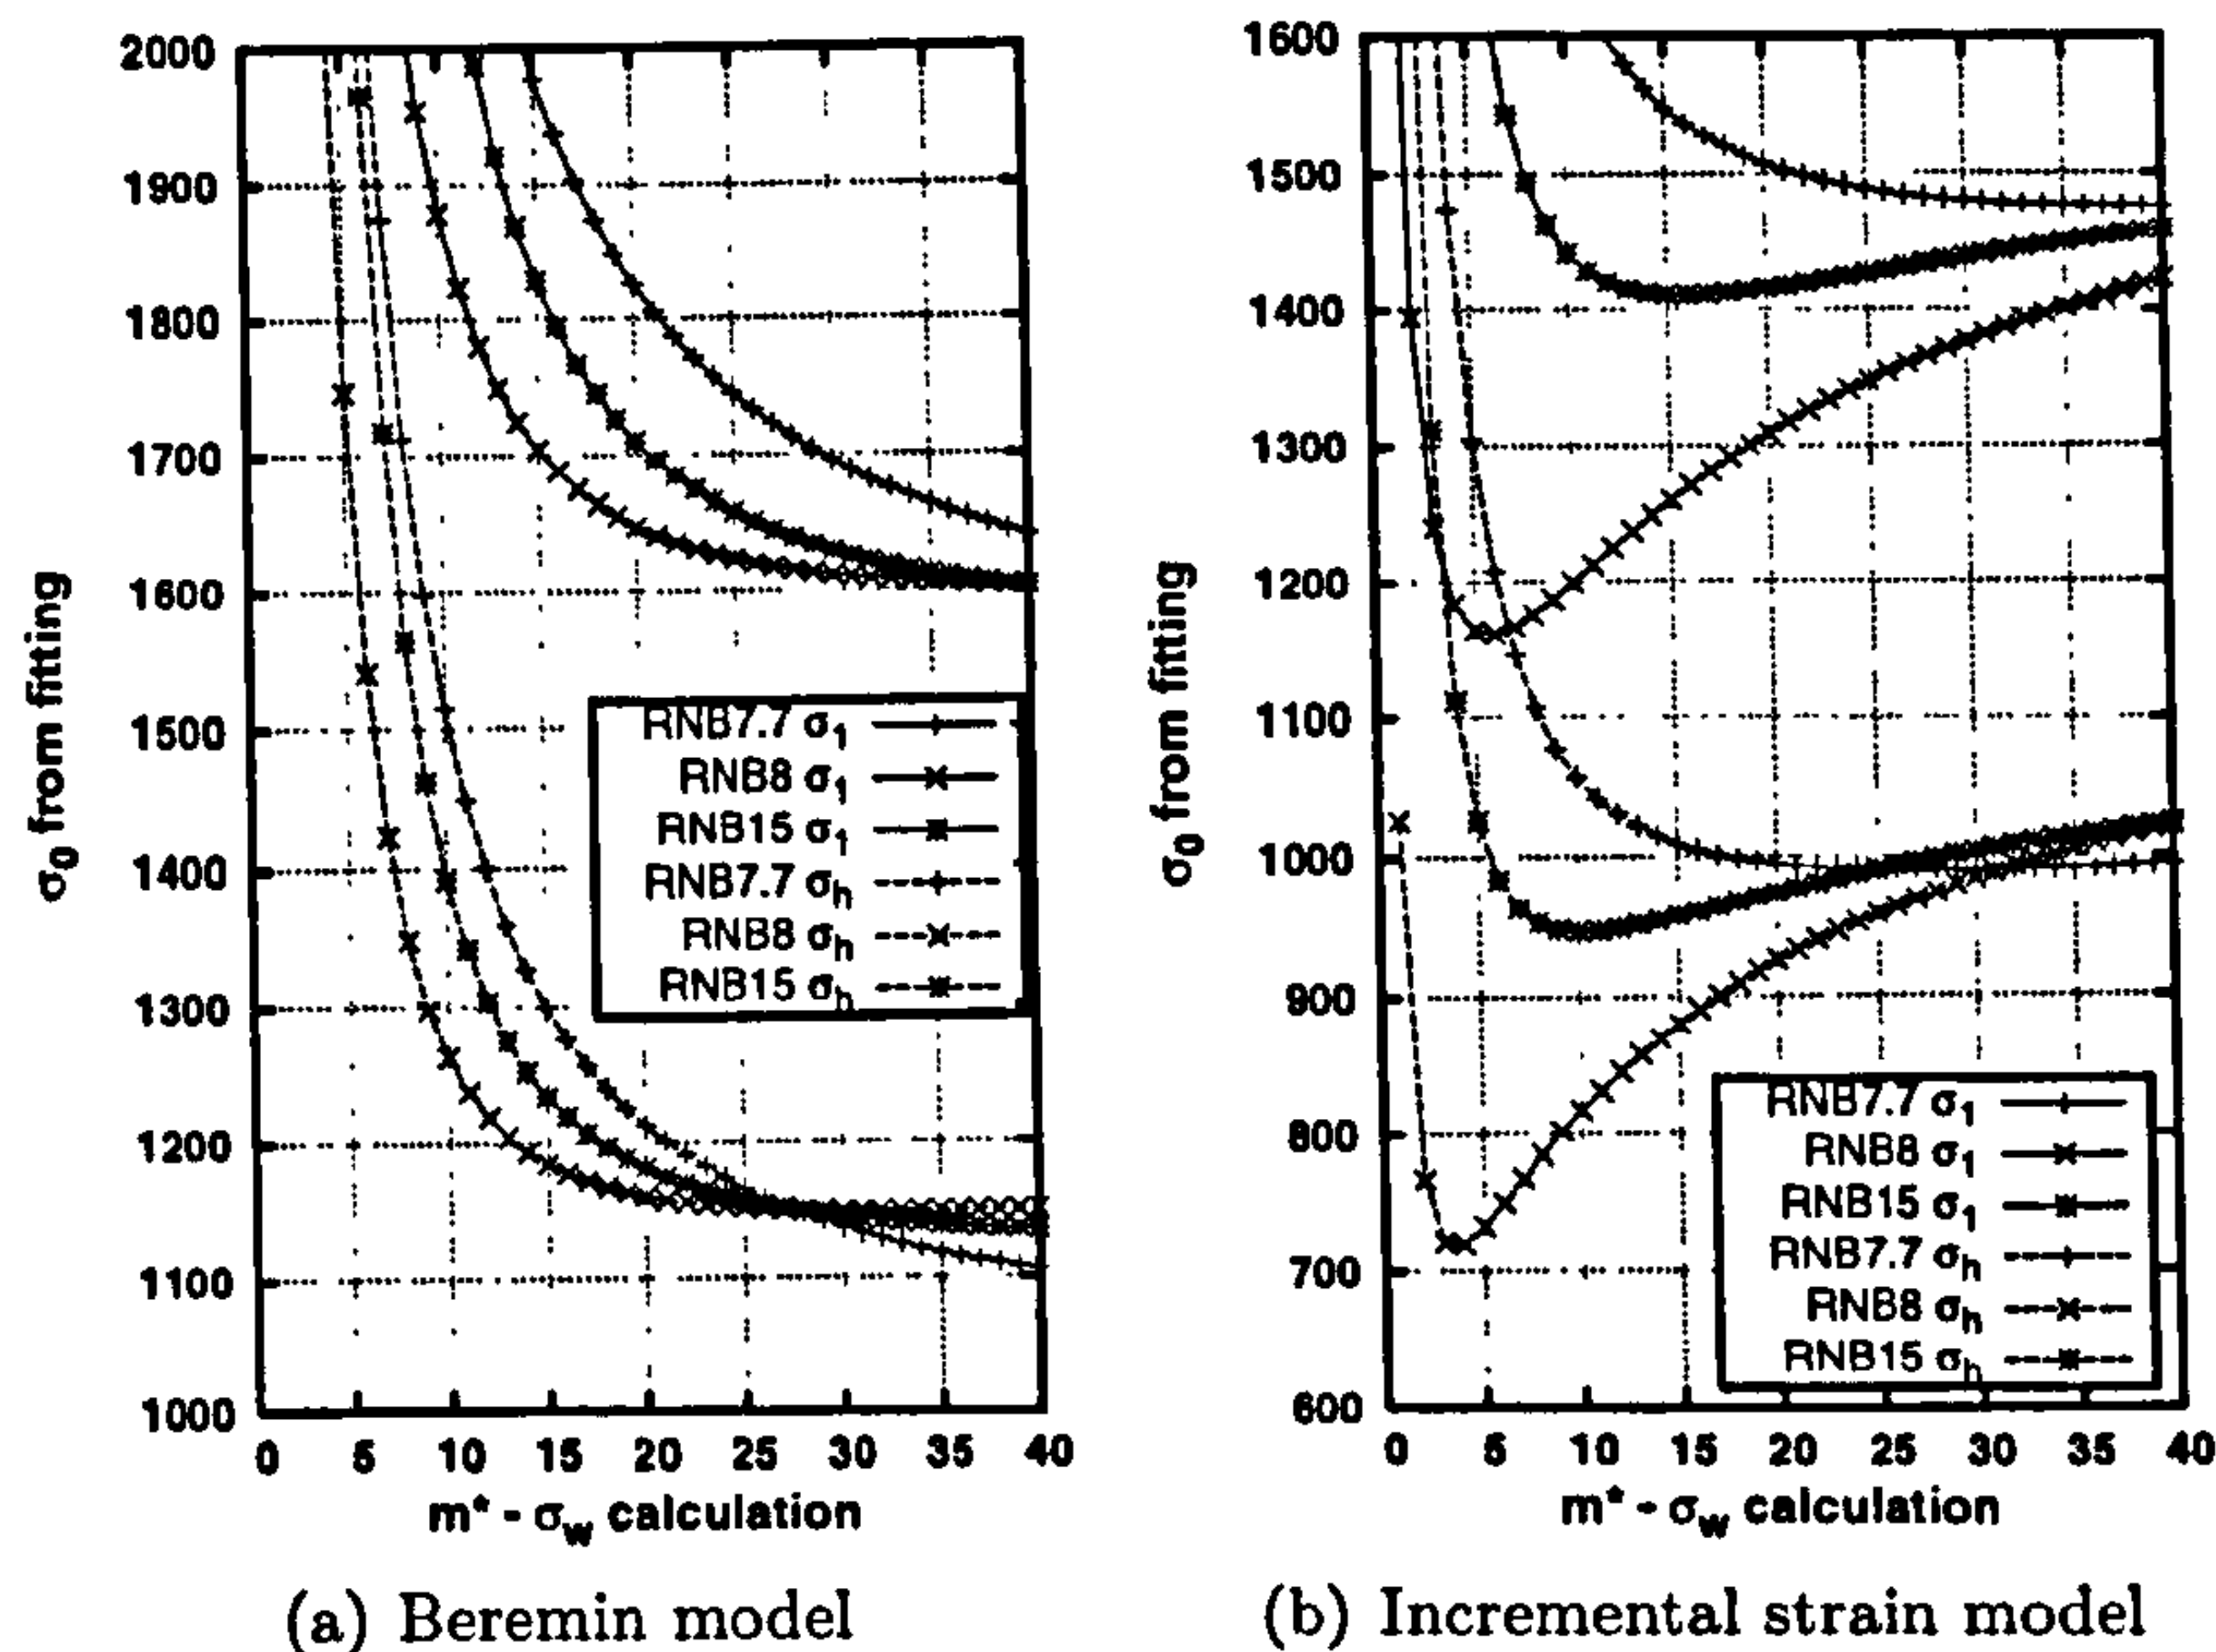 2000
1900
1800
1700
1600
1500
1400
1300
1200
1100
1000
σ0 from fitting
RNB7.7 σ1
RNB8 σ1
RNB15 σ1
RNB7.7 σh
RNB8 σh
RNB15 σh
0 5 10 15 20 25 30 35 40
m* - σw calculation
(a) Beremin model
1600
1500
1400
1300
1200
1100
1000
900
800
700
600
σ0 from fitting
RNB7.7 σ1
RNB8 σ1
RNB15 σ1
RNB7.7 σh
RNB8 σh
RNB15 σh
0 5 10 15 20 25 30 35 40
m* - σw calculation
(b) Incremental strain model